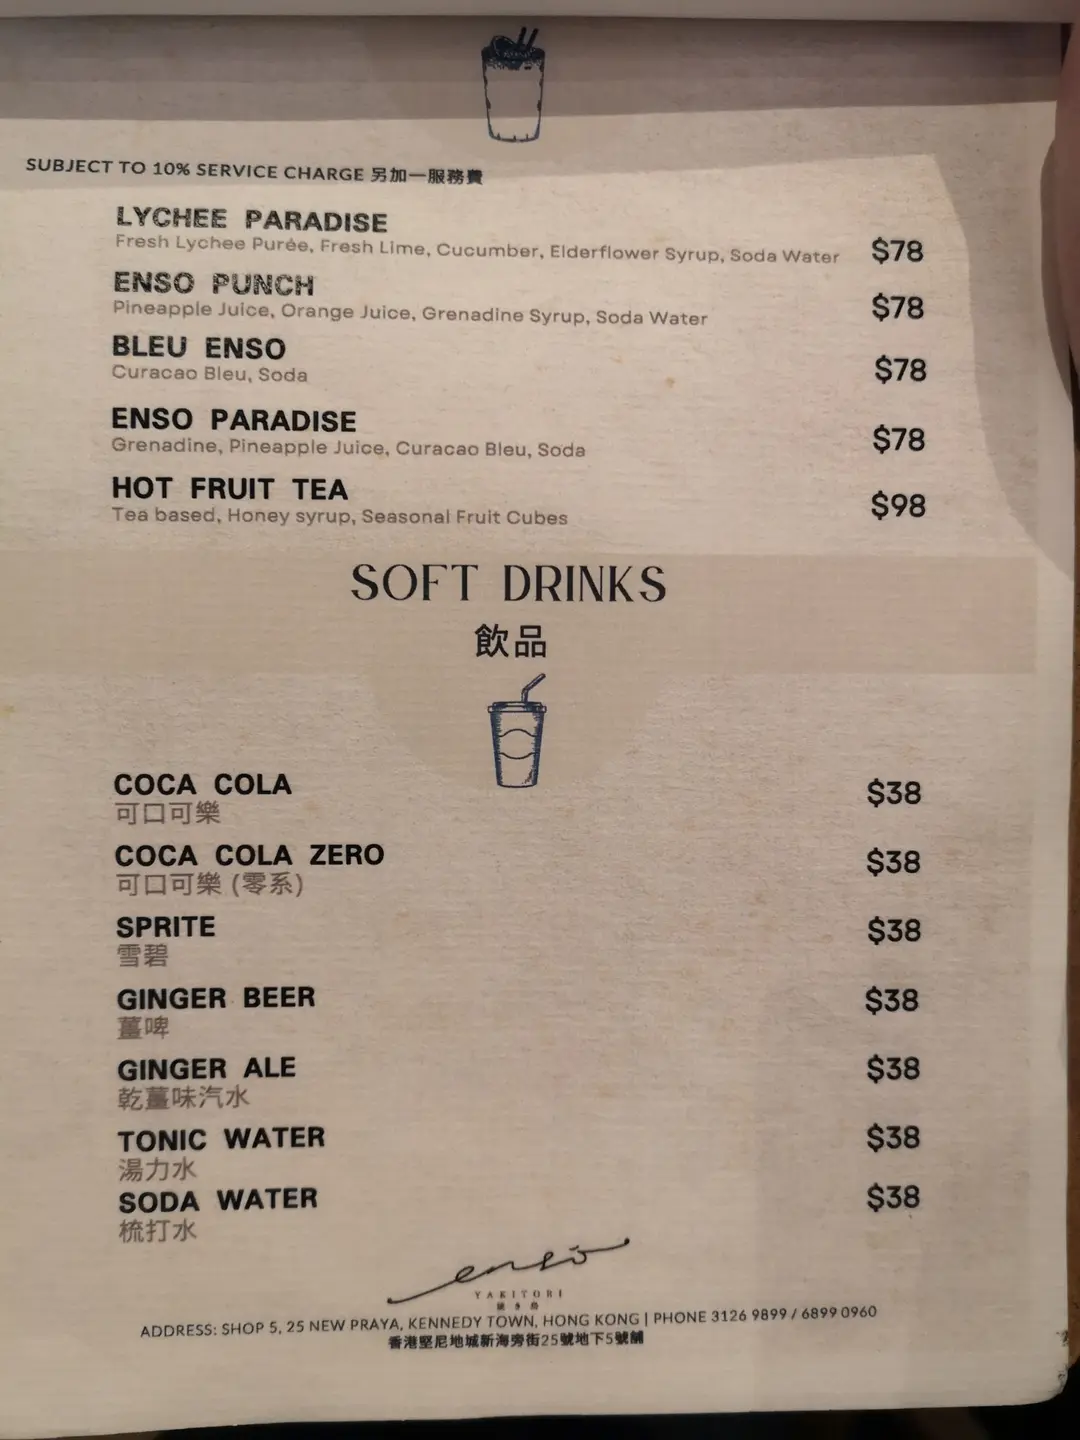 SUBJECT TO 10% SERVICE CHARGE 另加一服務費
LYCHEE PARADISE
Fresh Lychee Purée, Fresh Lime, Cucumber, Elderflower Syrup, Soda Water $78
ENSO PUNCH
Pineapple Juice, Orange Juice, Grenadine Syrup, Soda Water $78
BLEU ENSO
Curacao Bleu, Soda $78
ENSO PARADISE
Grenadine, Pineapple Juice, Curacao Bleu, Soda $78
HOT FRUIT TEA
Tea based, Honey syrup, Seasonal Fruit Cubes $98
SOFT DRINKS
飲品
COCA COLA $38
可口可樂
COCA COLA ZERO $38
可口可樂 (零系)
SPRITE $38
雪碧
GINGER BEER $38
薑啤
GINGER ALE $38
乾薑味汽水
TONIC WATER $38
湯力水
SODA WATER $38
梳打水
enso
YAKITORI
焼き鳥
ADDRESS: SHOP 5, 25 NEW PRAYA, KENNEDY TOWN, HONG KONG | PHONE 3126 9899 / 6899 0960
香港堅尼地城新海旁街25號地下5號舖